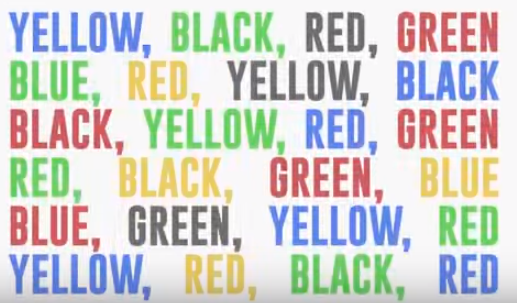 YELLOW, BLACK, RED, GREEN
BLUE, RED, YELLOW, BLACK
BLACK, YELLOW, RED, GREEN
RED, BLACK, GREEN, BLUE
BLUE, GREEN, YELLOW, RED
YELLOW, RED, BLACK, RED